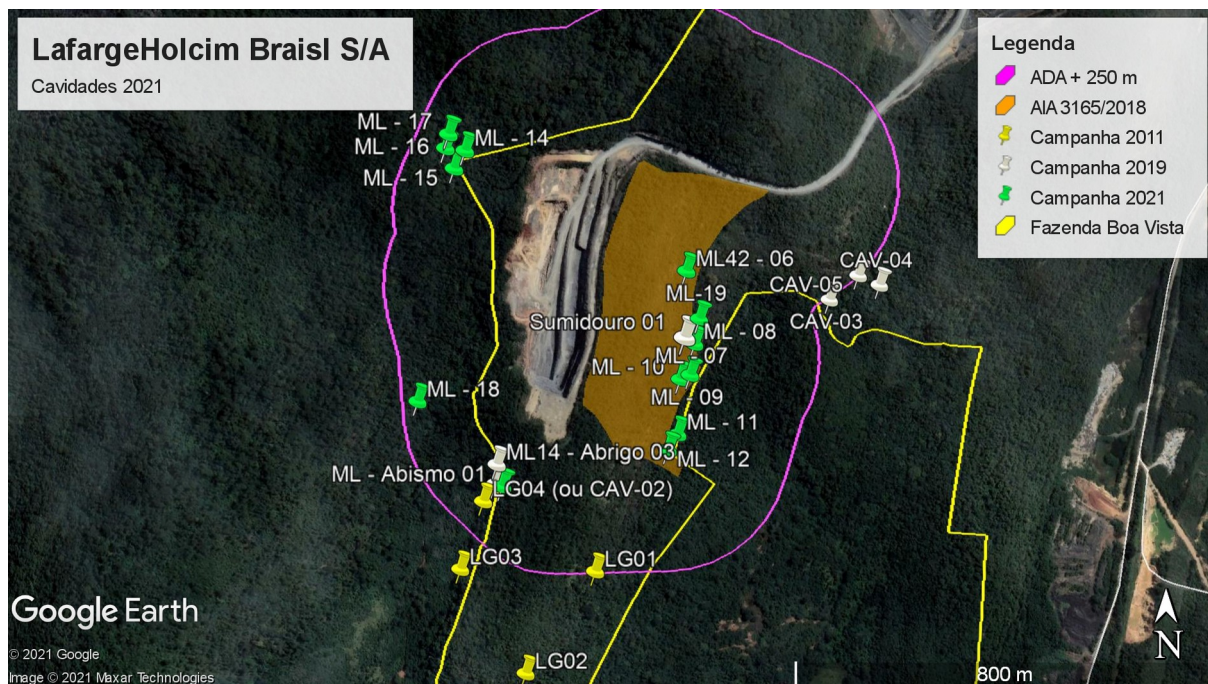 LafargeHolcim Braisl S/A
Cavidades 2021
Legenda
ADA + 250 m
AIA 3165/2018
Campanha 2011
Campanha 2019
Campanha 2021
Fazenda Boa Vista
ML - 17
ML - 14
ML - 16
ML - 15
ML42 - 06
CAV-04
CAV-05
ML-19
CAV-03
Sumidouro 01
ML - 08
ML - 07
ML - 10
ML - 18
ML - 09
ML - 11
ML14 - Abrigo 03
ML - 12
ML - Abismo 01
LG04 (ou CAV-02)
LG03
LG01
LG02
Google Earth
© 2021 Google
Image © 2021 Maxar Technologies
N
800 m